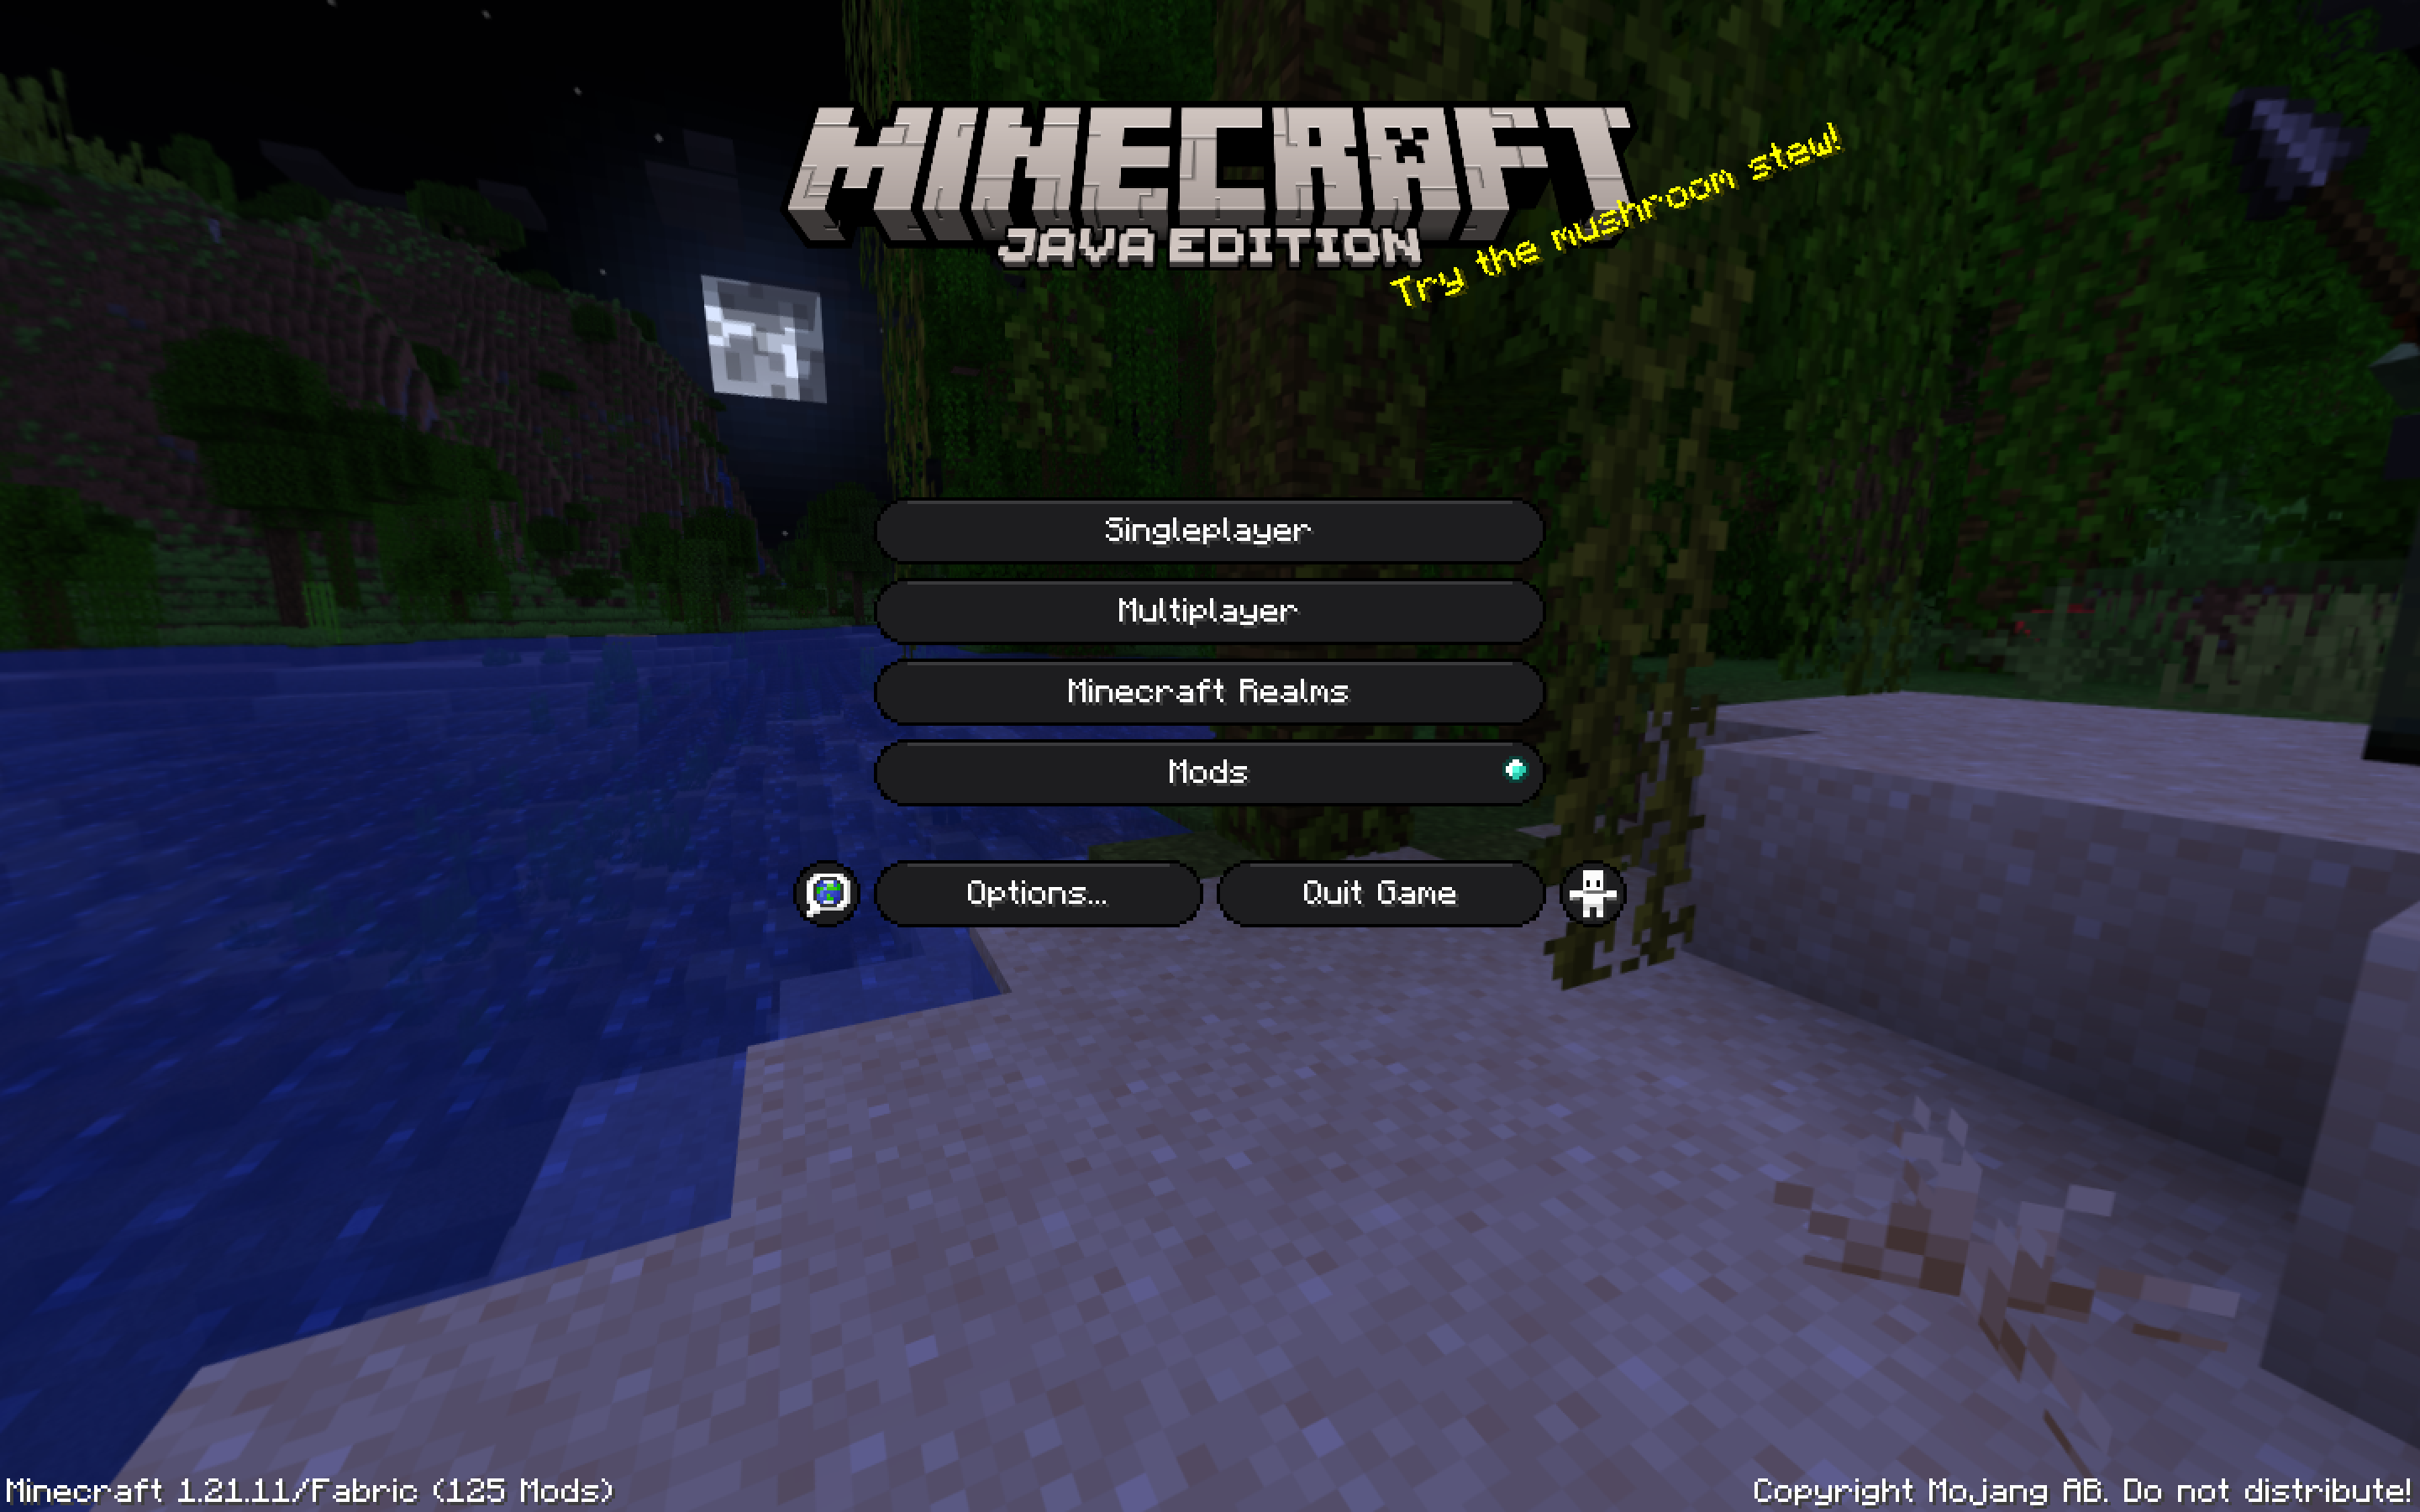 MINECRAFT
JAVA EDITION
Try the mushroom stew!
Singleplayer
Multiplayer
Minecraft Realms
Mods
Options...
Quit Game
Minecraft 1.21.11/Fabric (125 Mods)
Copyright Mojang AB. Do not distribute!